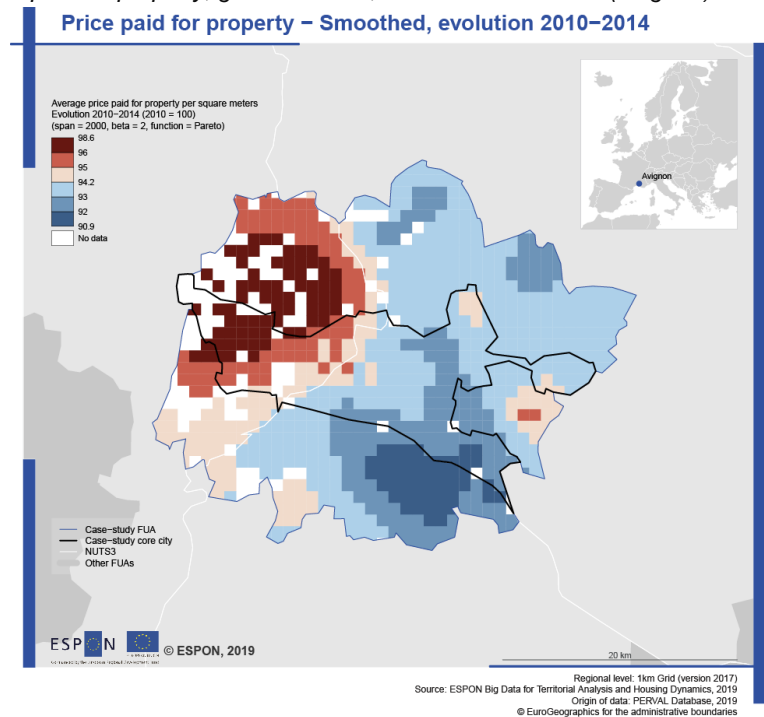 Price paid for property − Smoothed, evolution 2010−2014
Average price paid for property per square meters
Evolution 2010−2014 (2010 = 100)
(span = 2000, beta = 2, function = Pareto)
98.6
96
95
94.2
93
92
90.9
No data
Avignon
Case−study FUA
Case−study core city
NUTS3
Other FUAs
ESPON
© ESPON, 2019
20 km
Regional level: 1km Grid (version 2017)
Source: ESPON Big Data for Territorial Analysis and Housing Dynamics, 2019
Origin of data: PERVAL Database, 2019
© EuroGeographics for the administrative boundaries